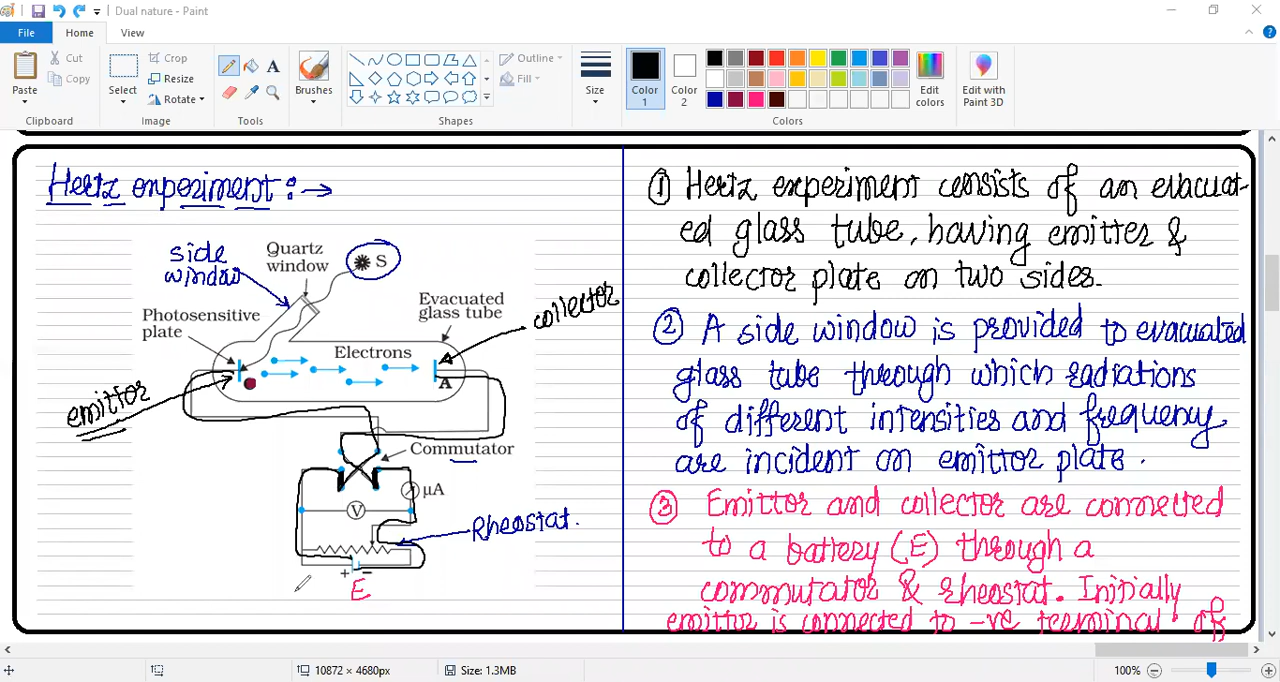 Dual nature - Paint
File
Home
View
Paste
Cut
Copy
Clipboard
Select
Crop
Resize
Rotate
Image
A
Tools
Brushes
Outline
Fill
Shapes
Size
Color 1
Color 2
Edit colors
Edit with Paint 3D
Colors
Hertz enperiment :→
side window
Quartz window
S
Photosensitive plate
Evacuated glass tube
collector
Electrons
A
emittor
Commutator
μA
V
Rheostat.
+ −
E
① Hertz experiment consists of an evacuat-
ed glass tube, having emitter &
collector plate on two sides.
② A side window is provided to evacuated
glass tube through which radiations
of different intensities and frequency
are incident on emittor plate.
③ Emittor and collector are connected
to a battery (E) through a
commutator & rheostat. Initially
emittor is connected to -ve terminal of
10872 × 4680px
Size: 1.3MB
100%